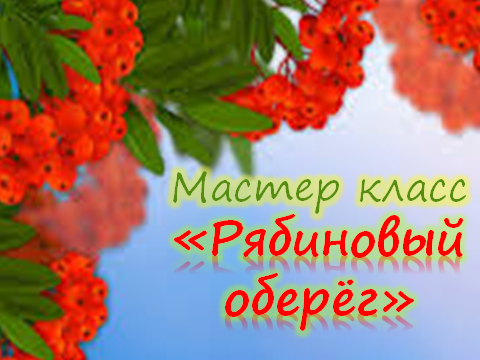 Мастер класс
«Рябиновый
оберёг»